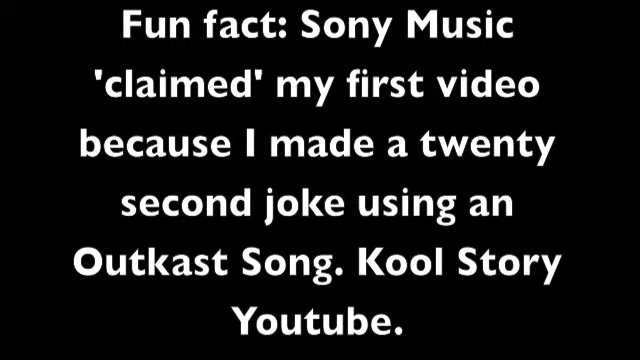 Fun fact: Sony Music
'claimed' my first video
because I made a twenty
second joke using an
Outkast Song. Kool Story
Youtube.